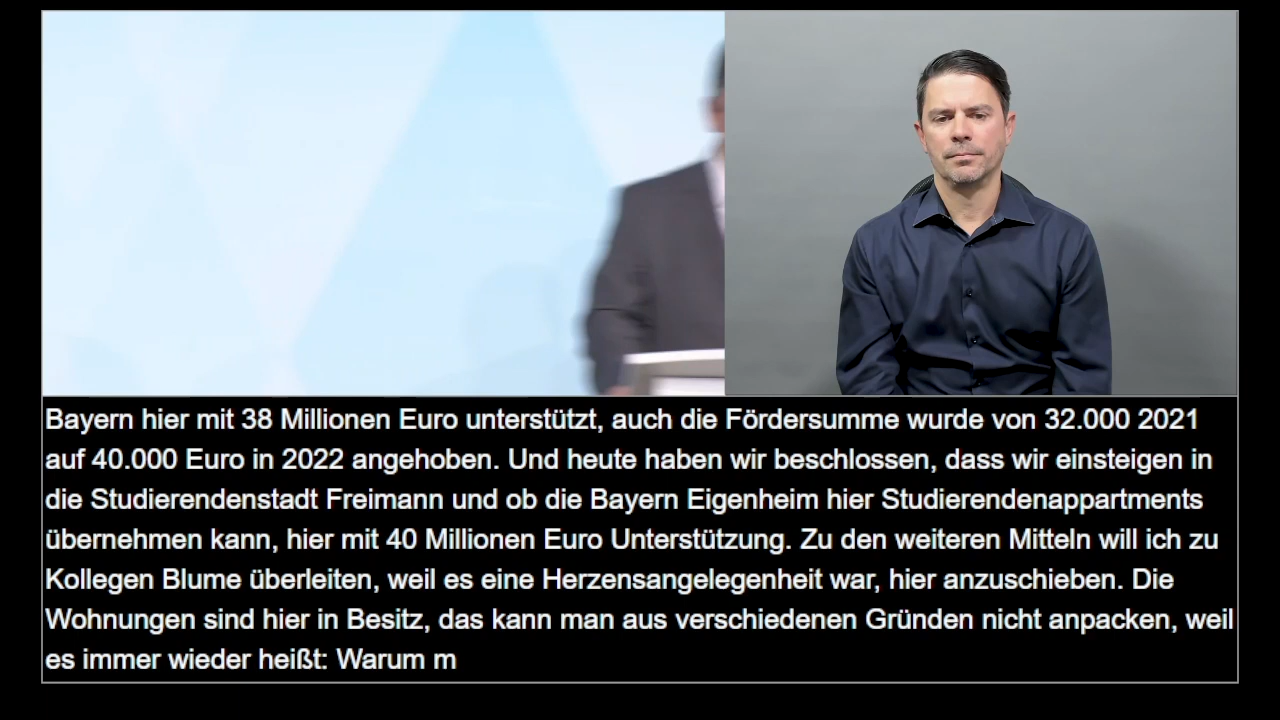 Bayern hier mit 38 Millionen Euro unterstützt, auch die Fördersumme wurde von 32.000 2021
auf 40.000 Euro in 2022 angehoben. Und heute haben wir beschlossen, dass wir einsteigen in
die Studierendenstadt Freimann und ob die Bayern Eigenheim hier Studierendenappartments
übernehmen kann, hier mit 40 Millionen Euro Unterstützung. Zu den weiteren Mitteln will ich zu
Kollegen Blume überleiten, weil es eine Herzensangelegenheit war, hier anzuschieben. Die
Wohnungen sind hier in Besitz, das kann man aus verschiedenen Gründen nicht anpacken, weil
es immer wieder heißt: Warum m